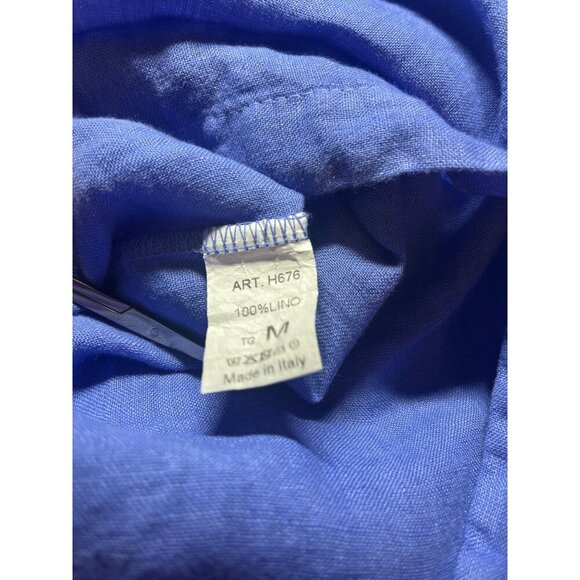 ART. H676
100%LINO
TG M
Made in Italy